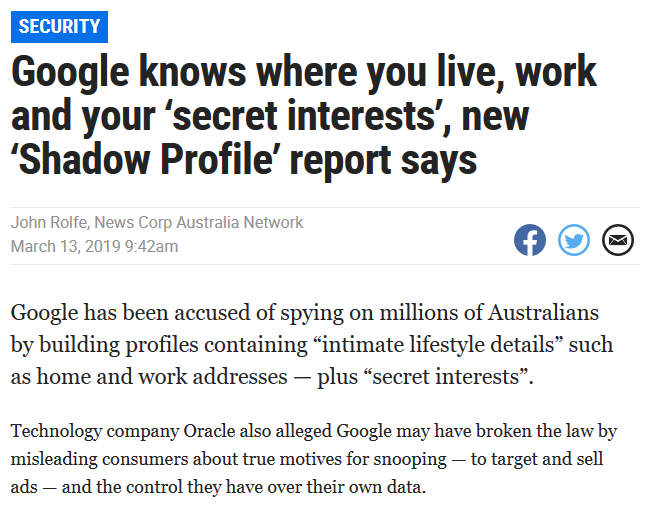 SECURITY
Google knows where you live, work
and your ‘secret interests’, new
‘Shadow Profile’ report says
John Rolfe, News Corp Australia Network
March 13, 2019 9:42am
Google has been accused of spying on millions of Australians
by building profiles containing “intimate lifestyle details” such
as home and work addresses — plus “secret interests”.
Technology company Oracle also alleged Google may have broken the law by
misleading consumers about true motives for snooping — to target and sell
ads — and the control they have over their own data.